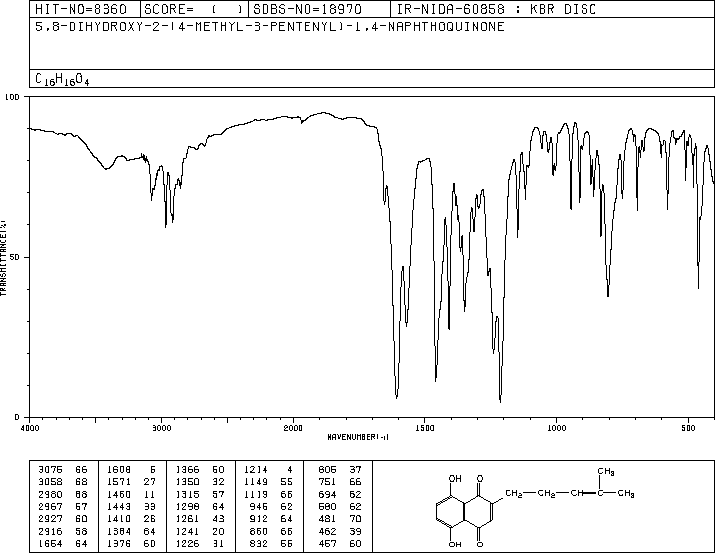 HIT-NO=8360 SCORE= ( ) SDBS-NO=18970 IR-NIDA-60858 : KBR DISC
5,8-DIHYDROXY-2-(4-METHYL-3-PENTENYL)-1,4-NAPHTHOQUINONE
C16H16O4
100
50
0
TRANSMITTANCE(%)
4000 3000 2000 1500 1000 500
WAVENUMBER(-1)
3075 66 1608 5 1366 50 1214 4 805 37
3058 68 1571 27 1350 32 1149 55 751 66
2980 68 1460 11 1315 57 1119 66 694 62
2967 57 1443 39 1298 64 945 62 580 62
2927 60 1410 26 1261 43 912 64 481 70
2916 58 1384 64 1241 20 860 66 462 39
1654 64 1376 60 1226 31 832 55 457 60
OH O CH3
CH2 CH2 CH C CH3
OH O